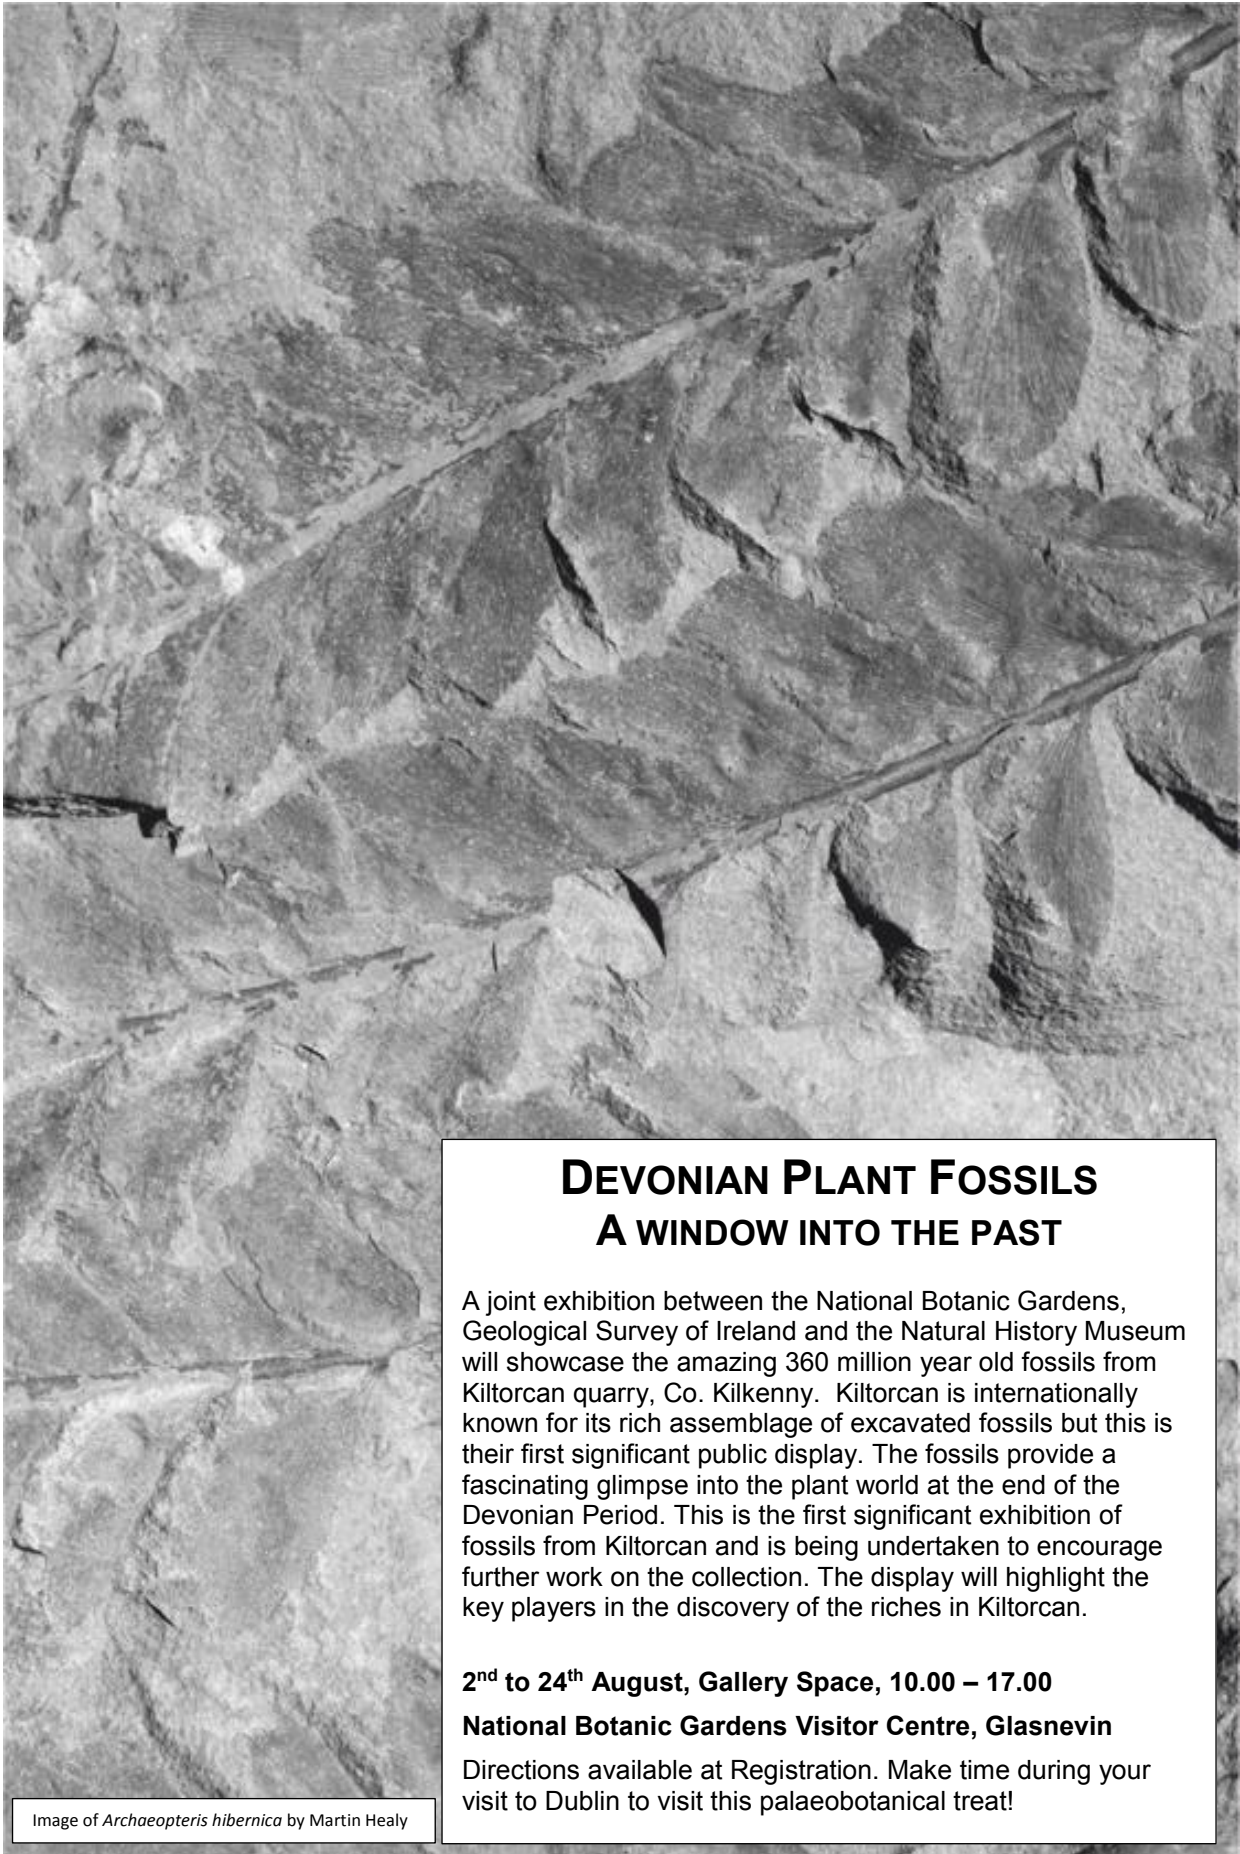 DEVONIAN PLANT FOSSILS
A WINDOW INTO THE PAST
A joint exhibition between the National Botanic Gardens,
Geological Survey of Ireland and the Natural History Museum
will showcase the amazing 360 million year old fossils from
Kiltorcan quarry, Co. Kilkenny.  Kiltorcan is internationally
known for its rich assemblage of excavated fossils but this is
their first significant public display. The fossils provide a
fascinating glimpse into the plant world at the end of the
Devonian Period. This is the first significant exhibition of
fossils from Kiltorcan and is being undertaken to encourage
further work on the collection. The display will highlight the
key players in the discovery of the riches in Kiltorcan.
2nd to 24th August, Gallery Space, 10.00 – 17.00
National Botanic Gardens Visitor Centre, Glasnevin
Directions available at Registration. Make time during your
visit to Dublin to visit this palaeobotanical treat!
Image of Archaeopteris hibernica by Martin Healy